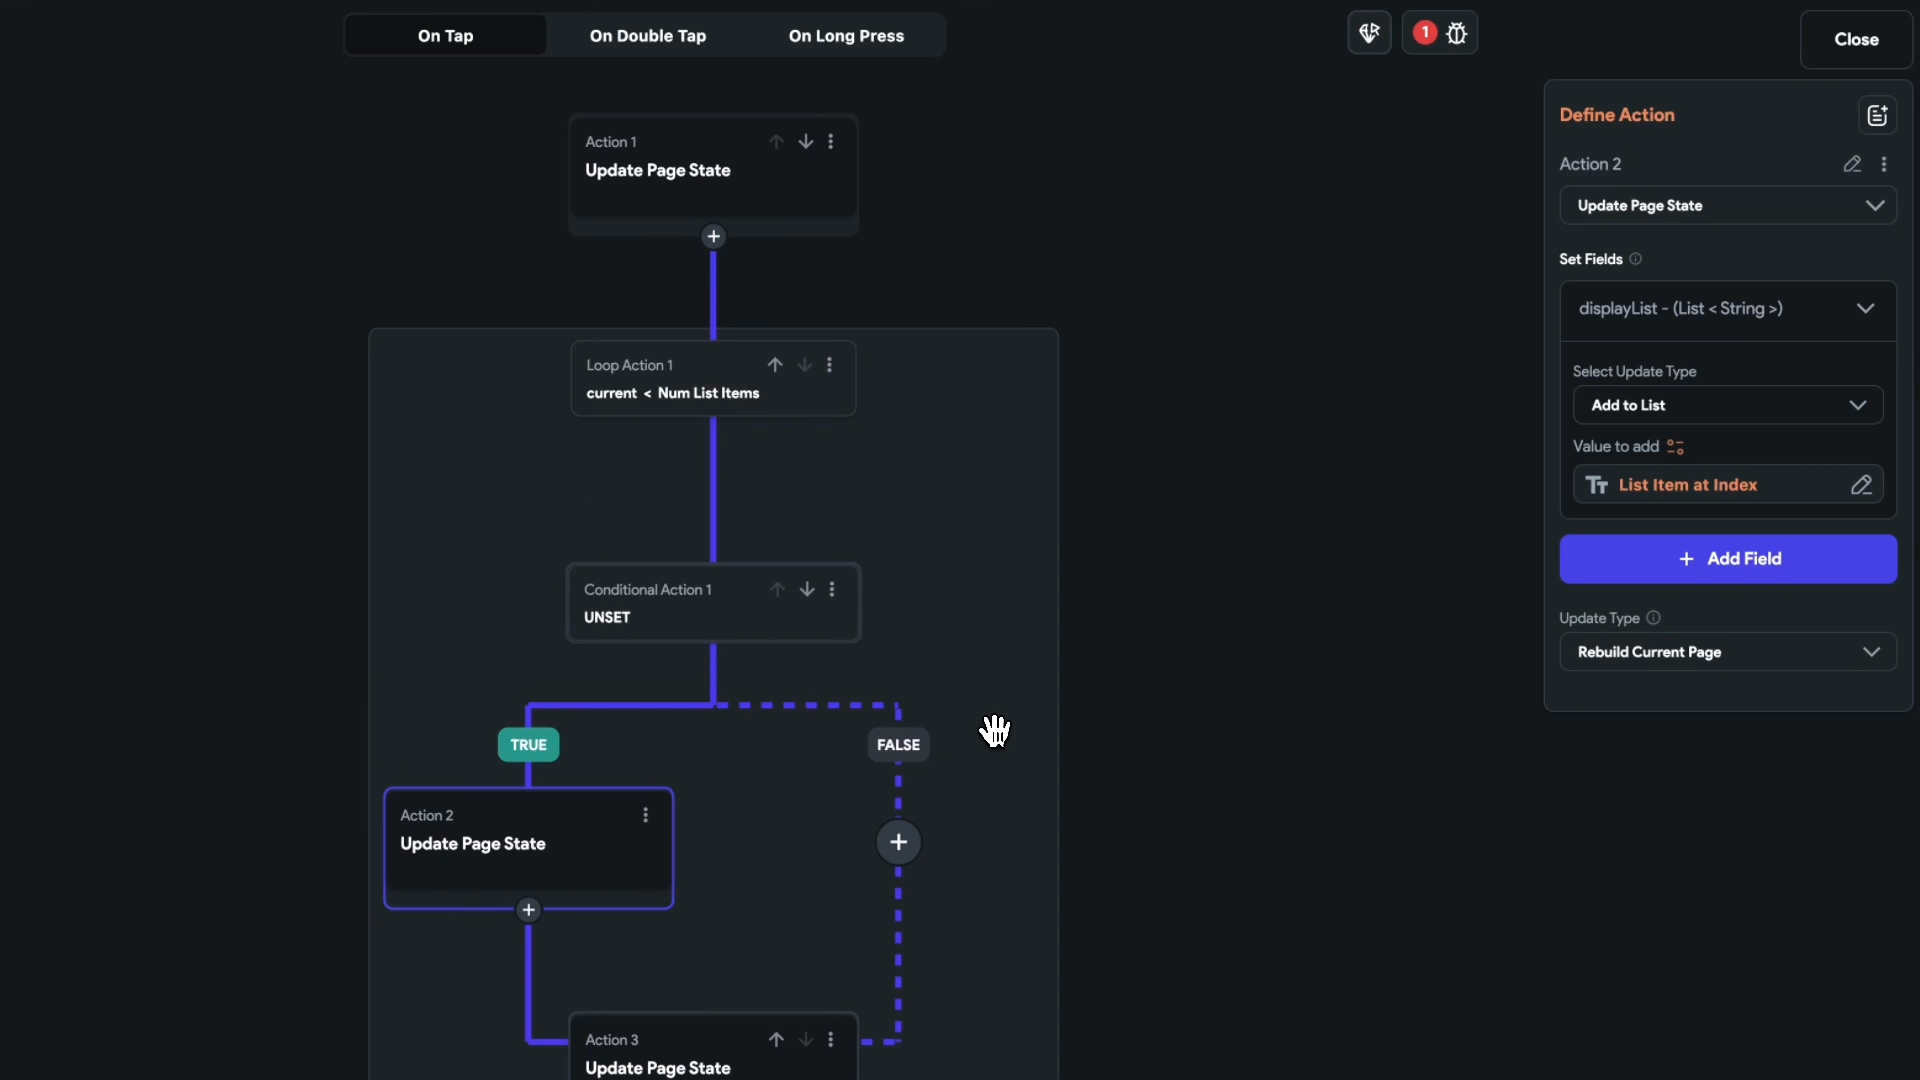 On Tap
On Double Tap
On Long Press
1
Close
Define Action
Action 2
Update Page State
Set Fields
displayList - (List < String >)
Select Update Type
Add to List
Value to add
Tт List Item at Index
+ Add Field
Update Type
Rebuild Current Page
Action 1
Update Page State
Loop Action 1
current < Num List Items
Conditional Action 1
UNSET
TRUE
FALSE
Action 2
Update Page State
Action 3
Update Page State